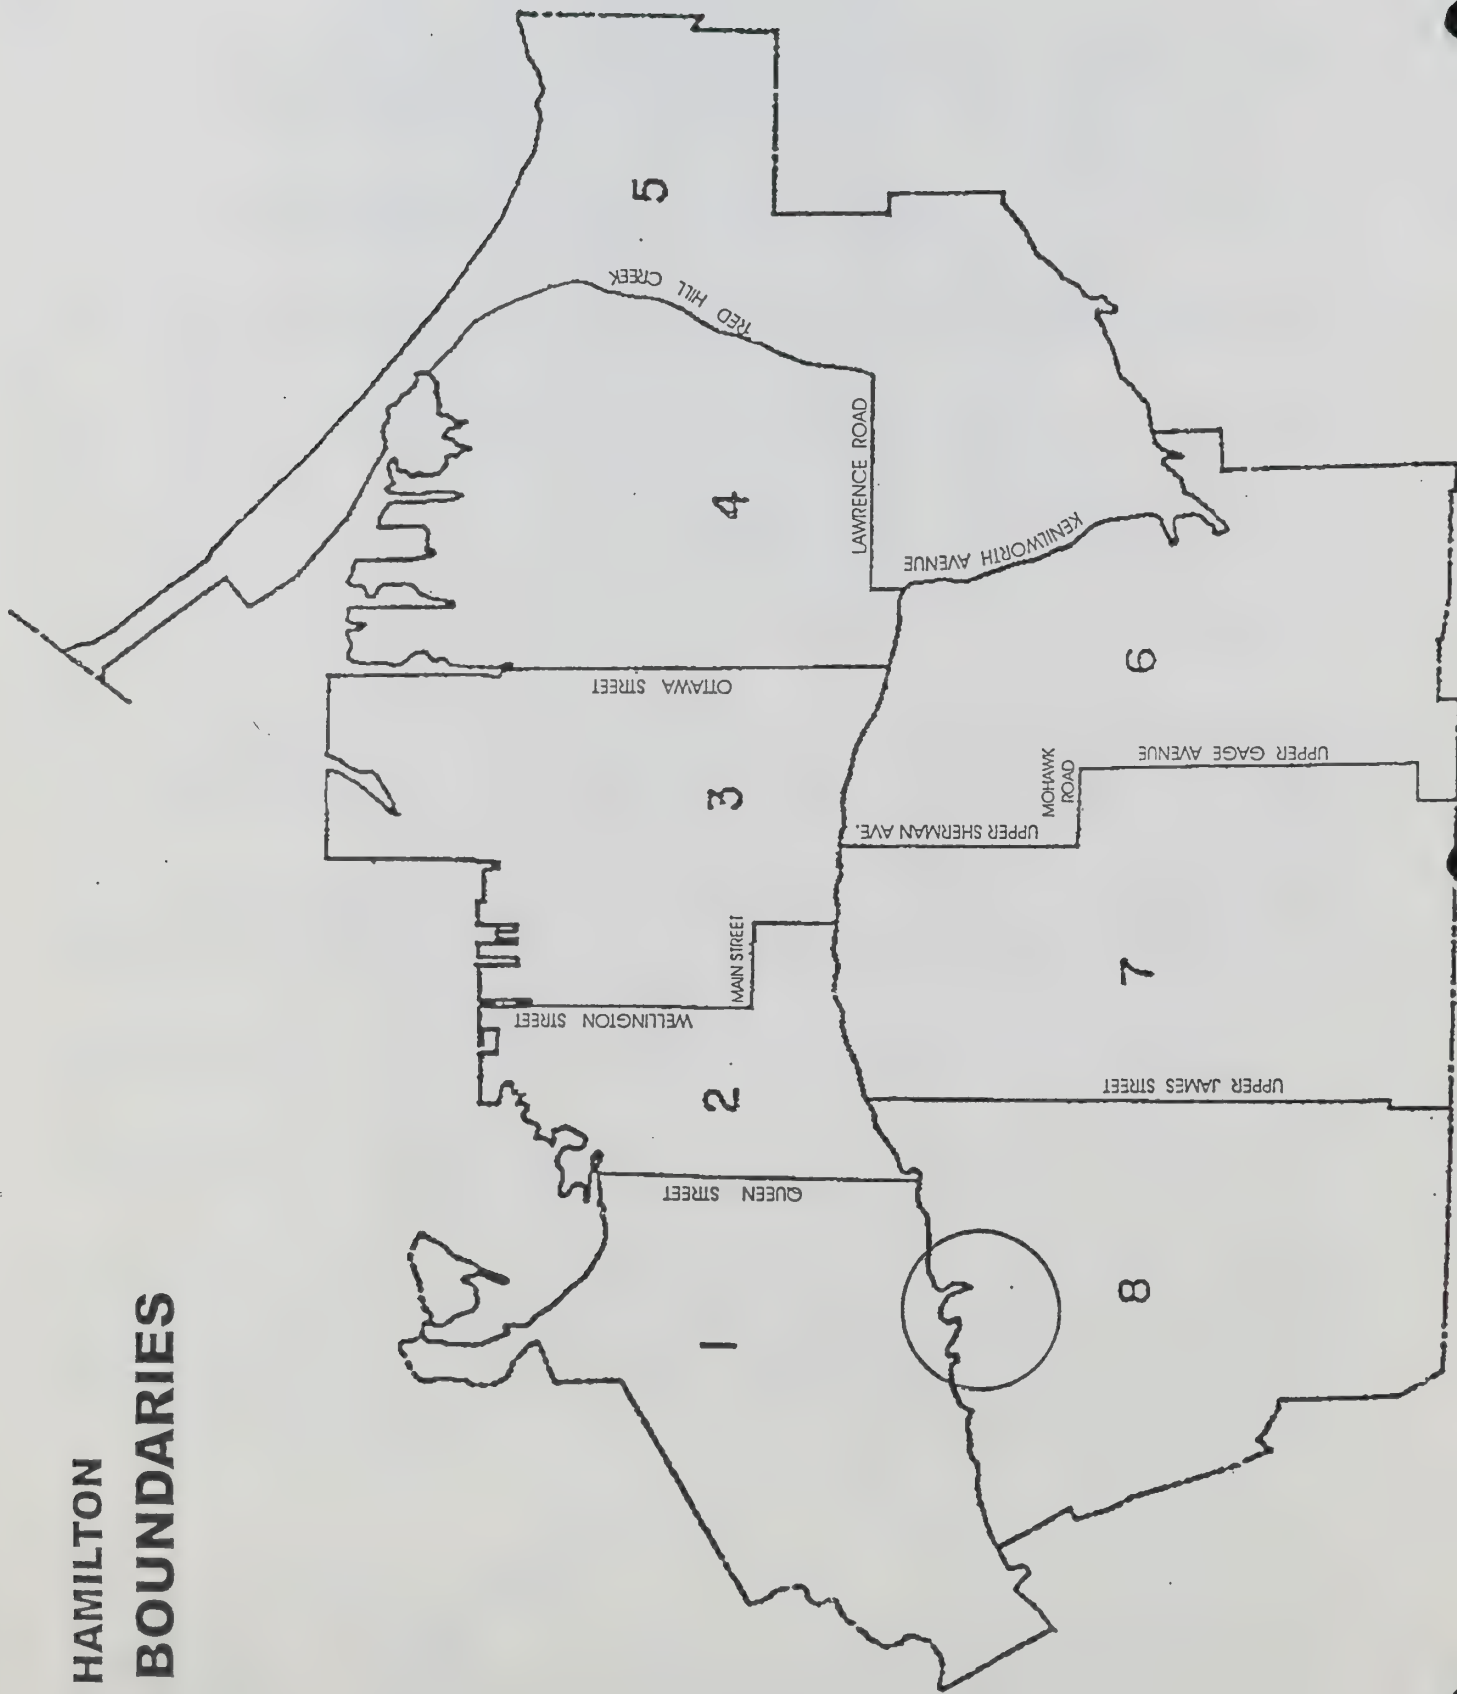 HAMILTON
BOUNDARIES
5
RED HILL CREEK
4
LAWRENCE ROAD
KENILWORTH AVENUE
OTTAWA STREET
6
3
UPPER GAGE AVENUE
MOHAWK
ROAD
UPPER SHERMAN AVE.
MAIN STREET
WELLINGTON STREET
7
2
UPPER JAMES STREET
QUEEN STREET
1
8